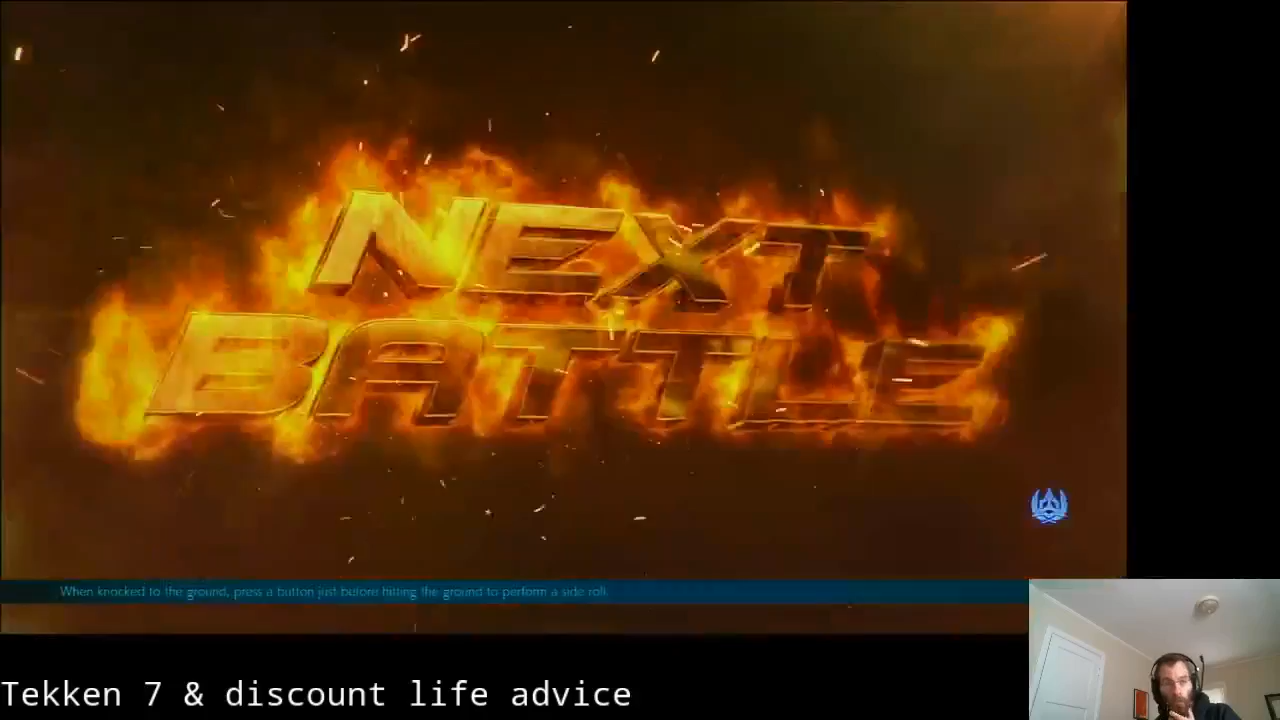 NEXT
BATTLE
When knocked to the ground, press a button just before hitting the ground to perform a side roll.
Tekken 7 & discount life advice